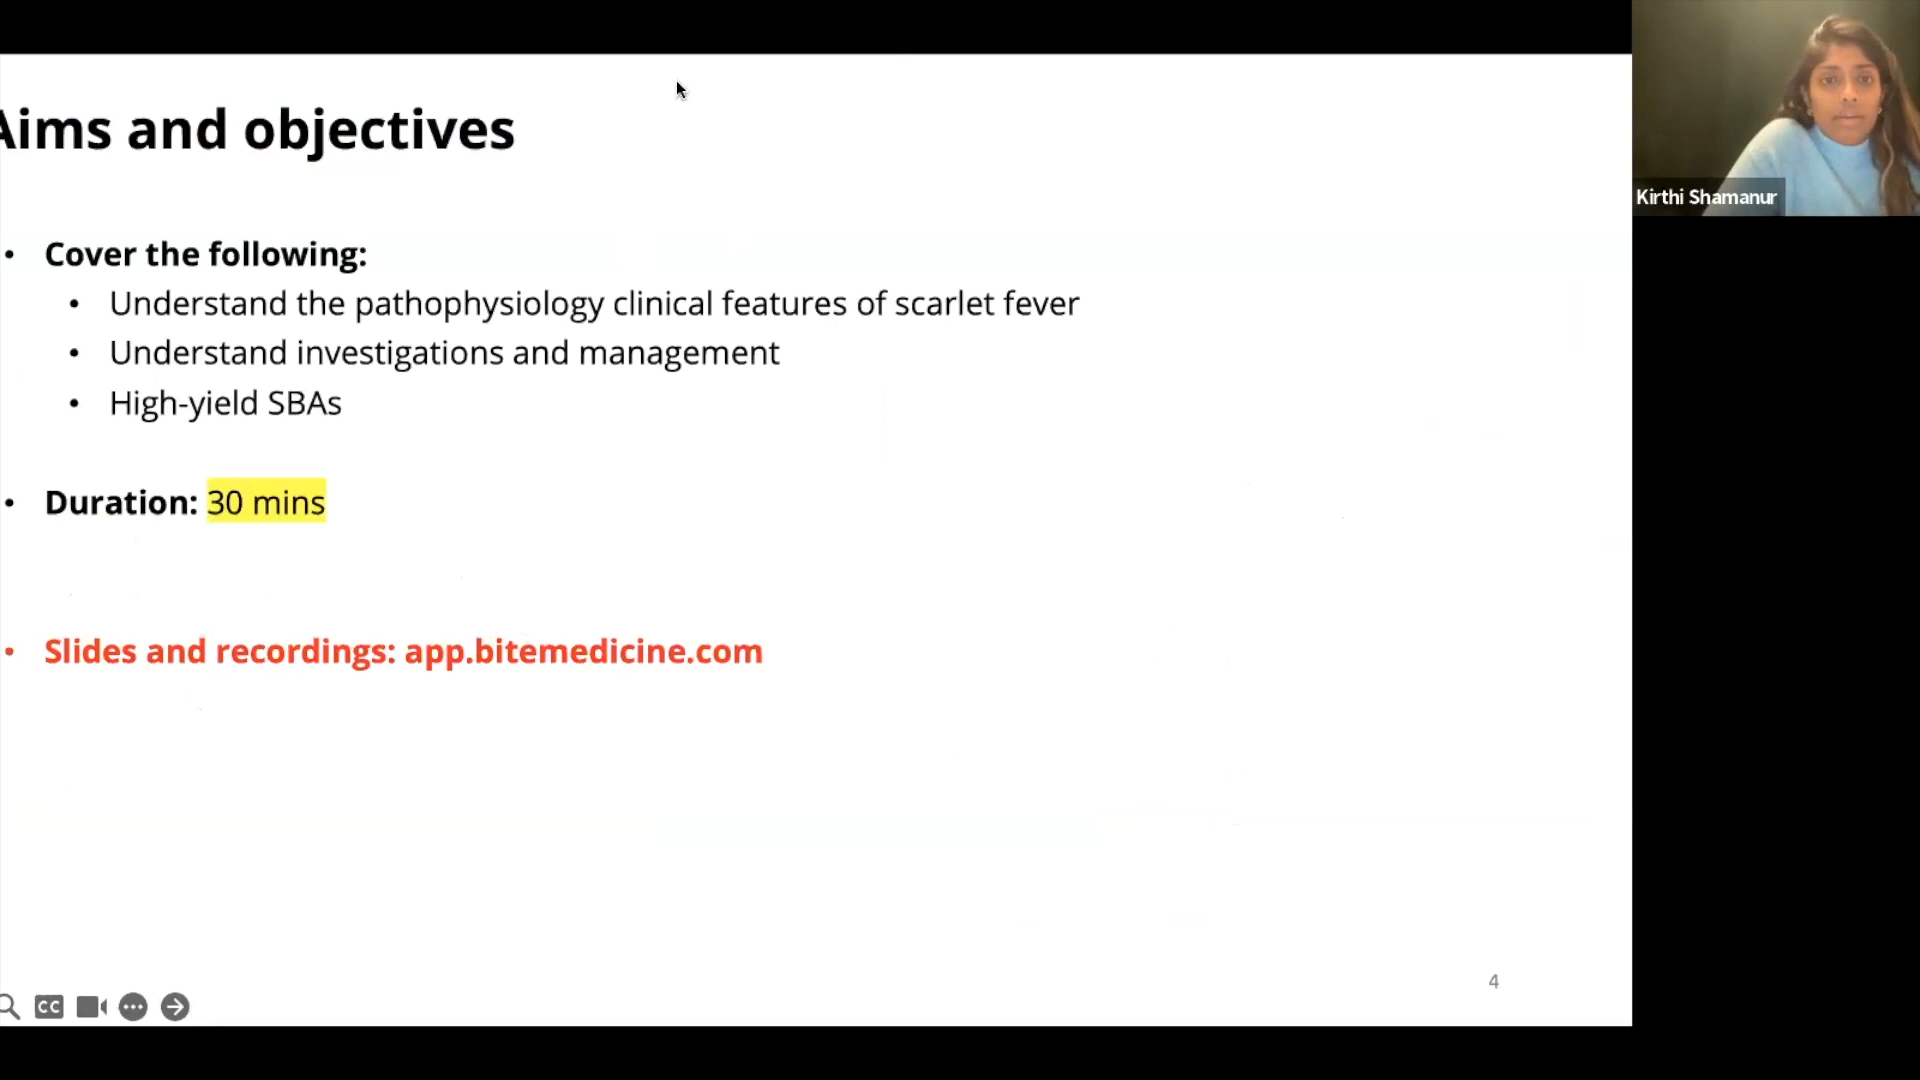 Aims and objectives
Kirthi Shamanur
• Cover the following:
• Understand the pathophysiology clinical features of scarlet fever
• Understand investigations and management
• High-yield SBAs
• Duration: 30 mins
• Slides and recordings: app.bitemedicine.com
4
CC